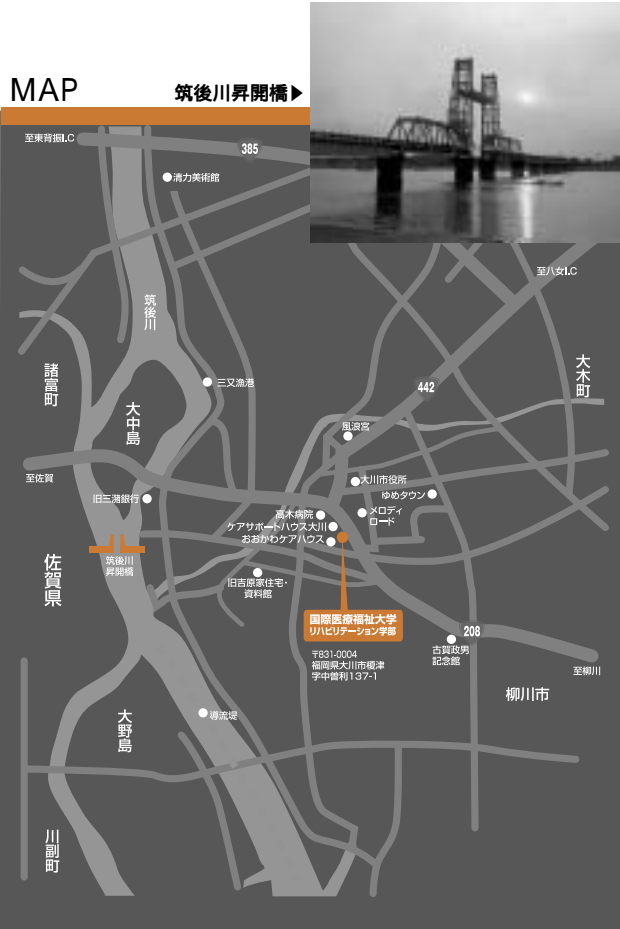 MAP
筑後川昇開橋▶
至東背振I.C
385
清力美術館
至八女I.C
筑後川
諸富町
大中島
三又漁港
大木町
442
風浪宮
至佐賀
大川市役所
ゆめタウン
旧三潴銀行
高木病院
メロディ
ロード
ケアサポートハウス大川
おおかわケアハウス
筑後川
昇開橋
佐賀県
旧吉原家住宅・
資料館
国際医療福祉大学
リハビリテーション学部
208
古賀政男
記念館
〒831-0004
福岡県大川市榎津
字中曽利137-1
至柳川
柳川市
大野島
導流堤
川副町